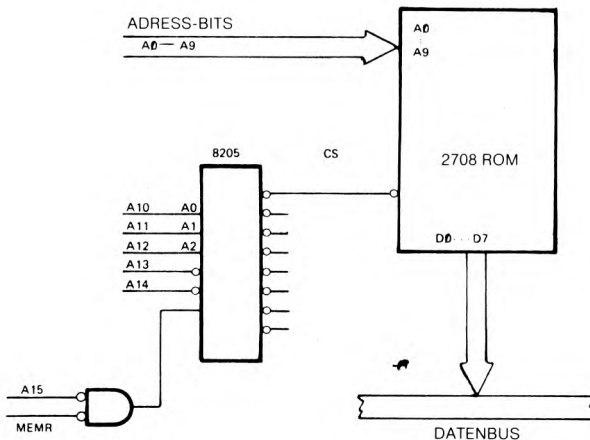 ADRESS-BITS
A0 — A9
A0
A9
8205
CS
2708 ROM
A10 A0
A11 A1
A12 A2
A13
A14
D0 ··· D7
A15
MEMR
DATENBUS